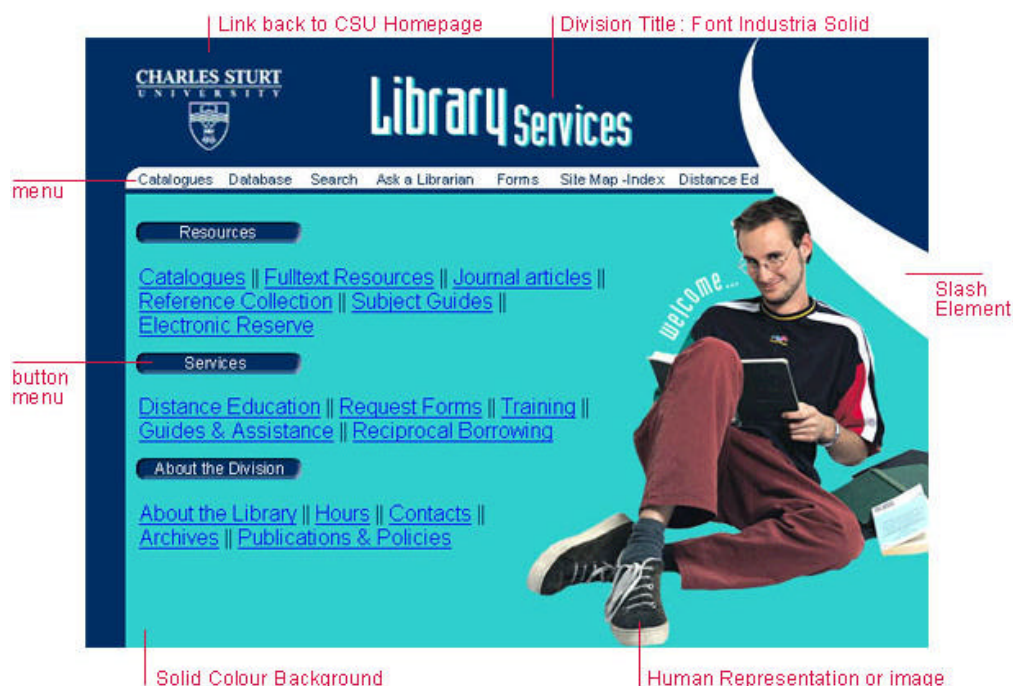 Link back to CSU Homepage
Division Title : Font Industria Solid
CHARLES STURT
UNIVERSITY
Library Services
menu
Catalogues Database Search Ask a Librarian Forms Site Map -Index Distance Ed
Resources
Catalogues || Fulltext Resources || Journal articles ||
Reference Collection || Subject Guides ||
Electronic Reserve
welcome...
Slash
Element
button
menu
Services
Distance Education || Request Forms || Training ||
Guides & Assistance || Reciprocal Borrowing
About the Division
About the Library || Hours || Contacts ||
Archives || Publications & Policies
Solid Colour Background
Human Representation or image